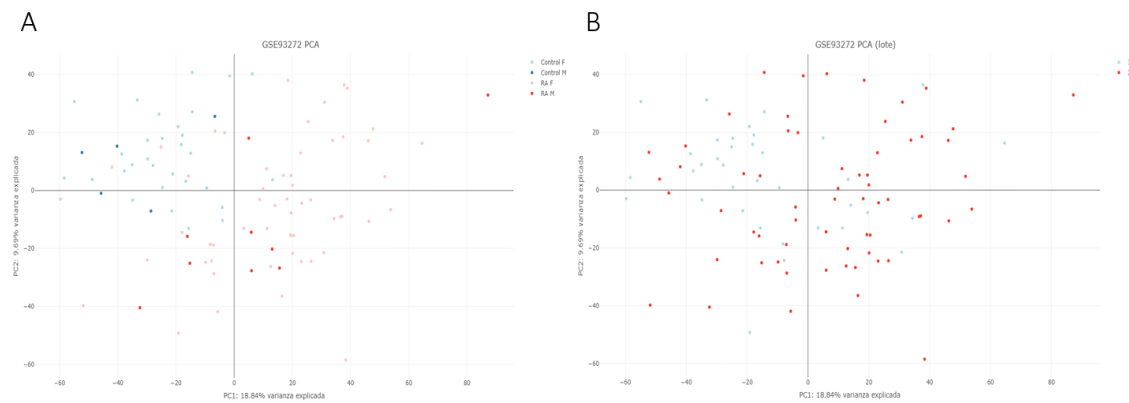 A
GSE93272 PCA
Control F
Control M
RA F
RA M
PC2: 9.69% varianza explicada
40
20
0
−20
−40
−60
−60
−40
−20
0
20
40
60
80
PC1: 18.84% varianza explicada
B
GSE93272 PCA (lote)
PC2: 9.69% varianza explicada
40
20
0
−20
−40
−60
−60
−40
−20
0
20
40
60
80
PC1: 18.84% varianza explicada